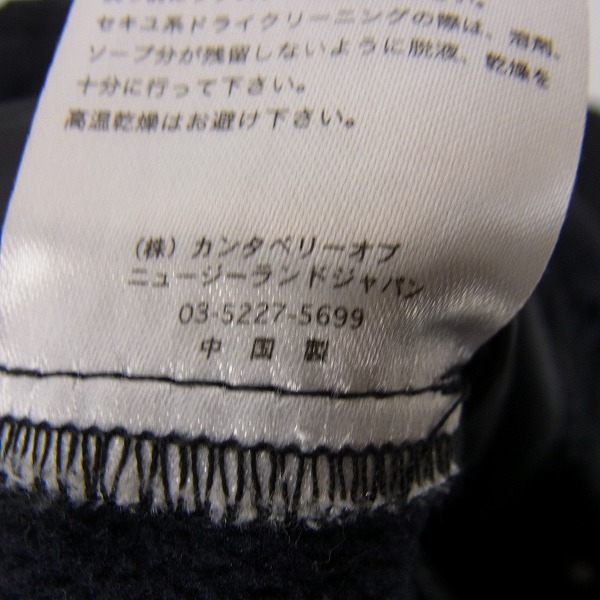 セキユ系ドライクリーニングの際は、溶剤、
ソープ分が残留しないように脱液、乾燥を
十分に行って下さい。
高温乾燥はお避け下さい。
(株) カンタベリーオブ
ニュージーランドジャパン
03-5227-5699
中国製